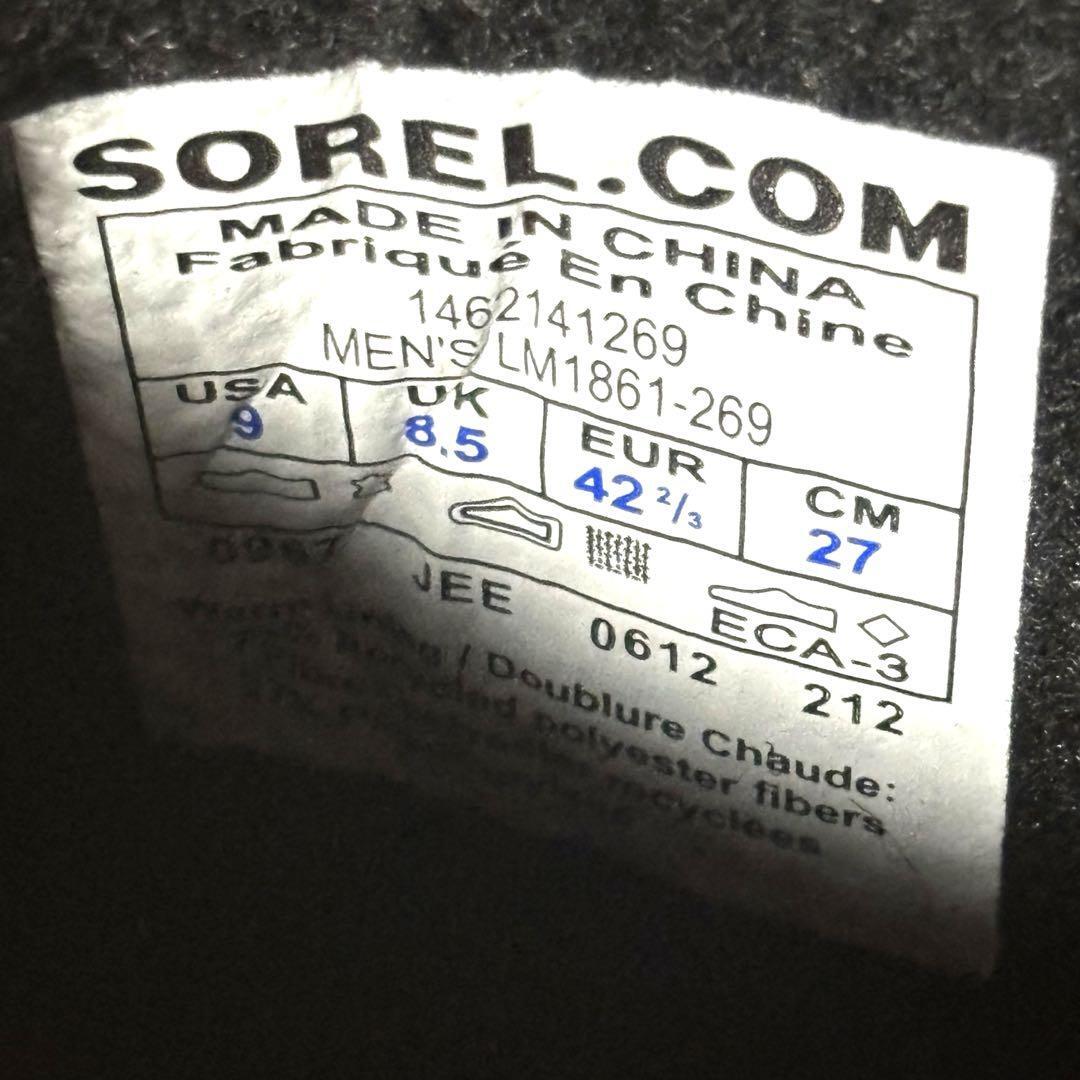 SOREL.COM
MADE IN CHINA
Fabriqué En Chine
1462141269
MEN'S LM1861-269
USA UK EUR CM
9 8.5 42 2/3 27
ECA-3
JEE 0612 212
/ Doublure Chaude:
polyester fibers
recyclées